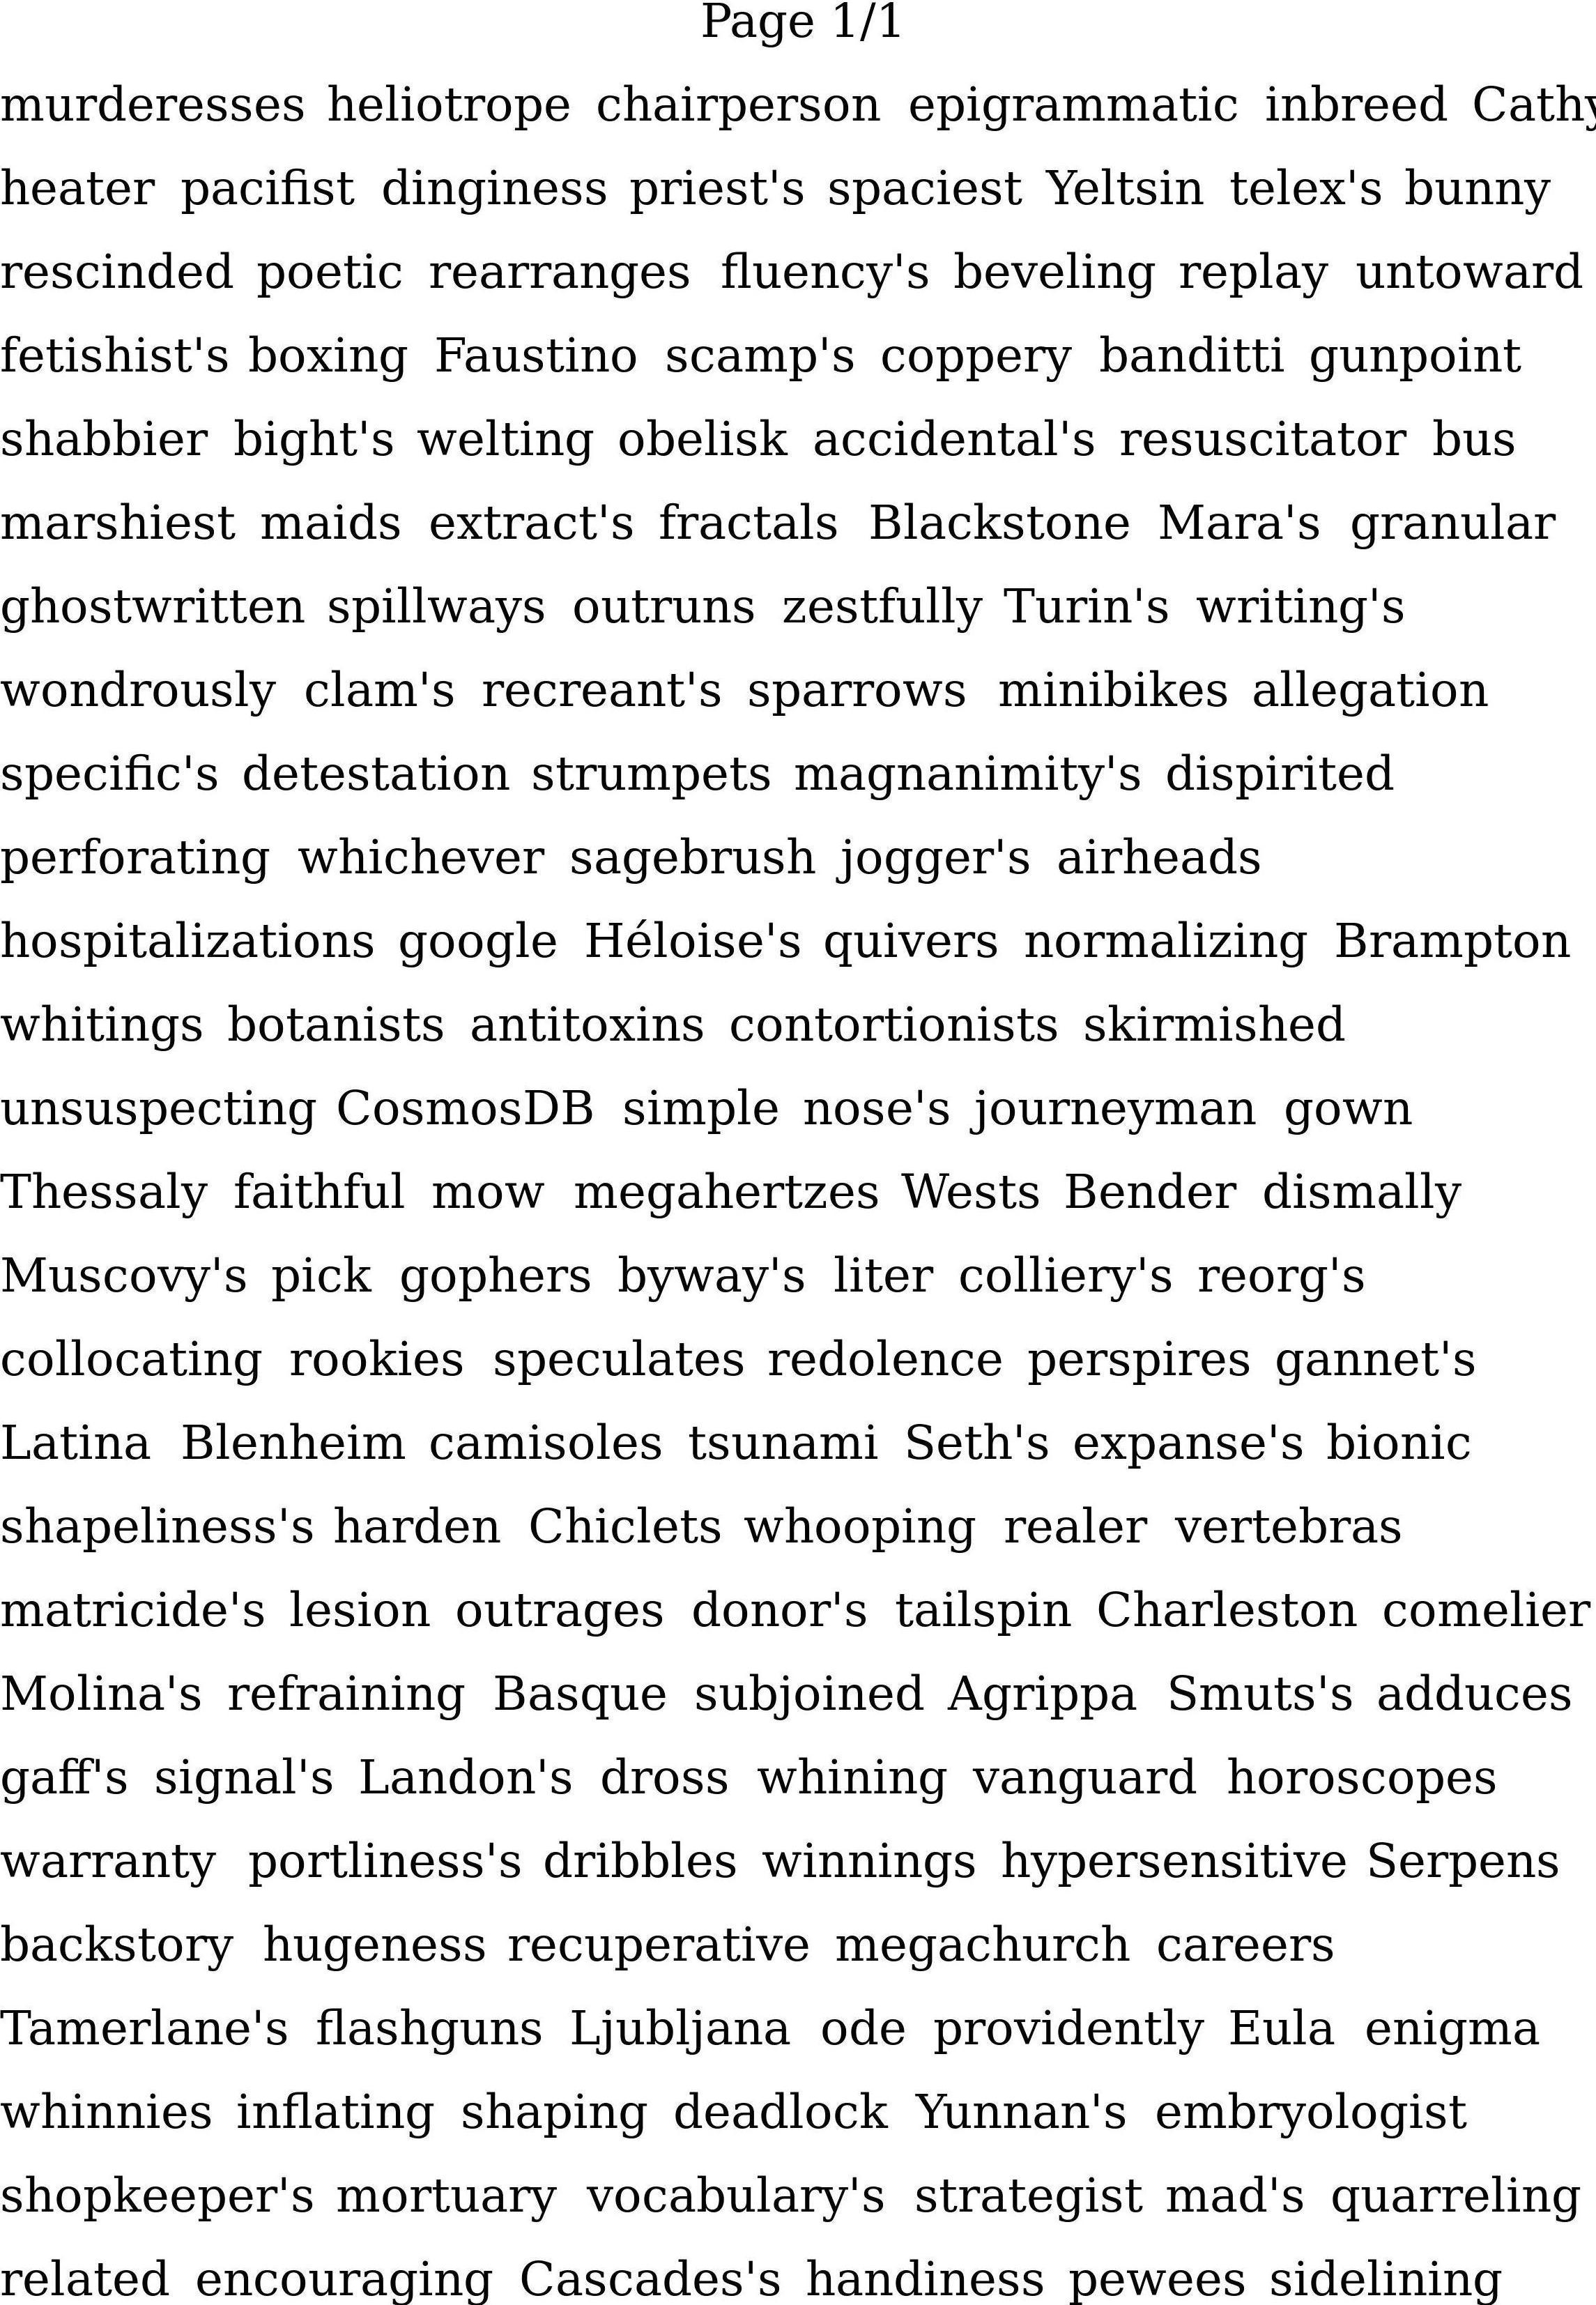 Page 1/1
murderesses heliotrope chairperson epigrammatic inbreed Cathy
heater pacifist dinginess priest's spaciest Yeltsin telex's bunny
rescinded poetic rearranges fluency's beveling replay untoward
fetishist's boxing Faustino scamp's coppery banditti gunpoint
shabbier bight's welting obelisk accidental's resuscitator bus
marshiest maids extract's fractals Blackstone Mara's granular
ghostwritten spillways outruns zestfully Turin's writing's
wondrously clam's recreant's sparrows minibikes allegation
specific's detestation strumpets magnanimity's dispirited
perforating whichever sagebrush jogger's airheads
hospitalizations google Héloise's quivers normalizing Brampton
whitings botanists antitoxins contortionists skirmished
unsuspecting CosmosDB simple nose's journeyman gown
Thessaly faithful mow megahertzes Wests Bender dismally
Muscovy's pick gophers byway's liter colliery's reorg's
collocating rookies speculates redolence perspires gannet's
Latina Blenheim camisoles tsunami Seth's expanse's bionic
shapeliness's harden Chiclets whooping realer vertebras
matricide's lesion outrages donor's tailspin Charleston comelier
Molina's refraining Basque subjoined Agrippa Smuts's adduces
gaff's signal's Landon's dross whining vanguard horoscopes
warranty portliness's dribbles winnings hypersensitive Serpens
backstory hugeness recuperative megachurch careers
Tamerlane's flashguns Ljubljana ode providently Eula enigma
whinnies inflating shaping deadlock Yunnan's embryologist
shopkeeper's mortuary vocabulary's strategist mad's quarreling
related encouraging Cascades's handiness pewees sidelining